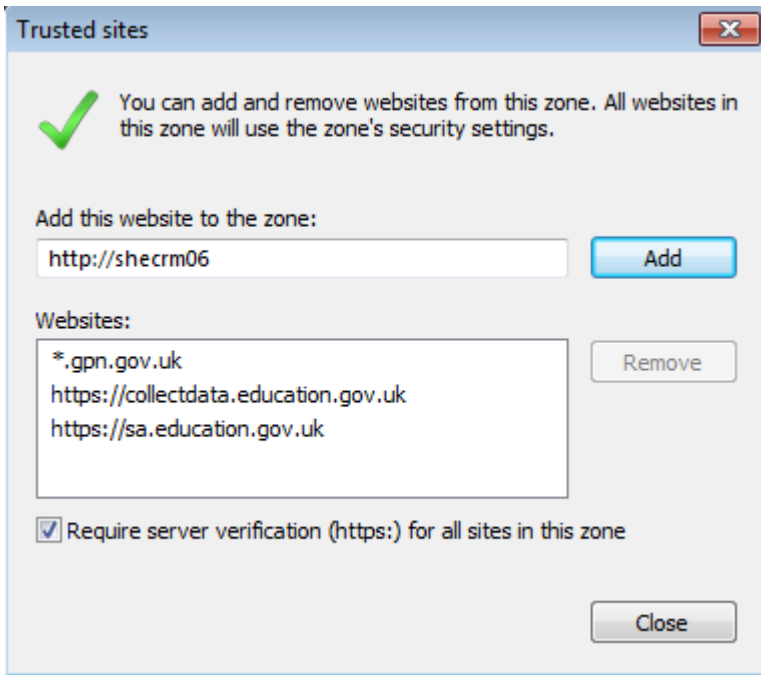 Trusted sites
You can add and remove websites from this zone. All websites in
this zone will use the zone's security settings.
Add this website to the zone:
http://shecrm06
Add
Websites:
*.gpn.gov.uk
Remove
https://collectdata.education.gov.uk
https://sa.education.gov.uk
Require server verification (https:) for all sites in this zone
Close